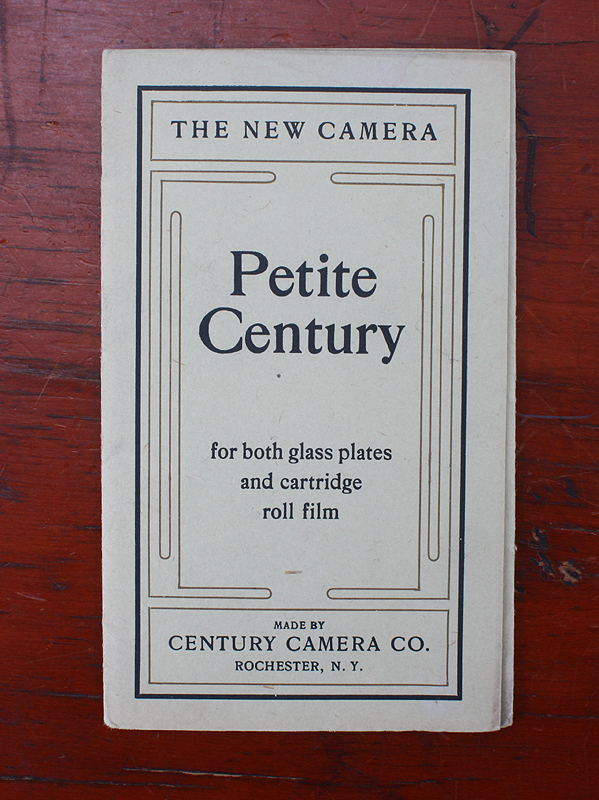 THE NEW CAMERA
Petite
Century
for both glass plates
and cartridge
roll film
MADE BY
CENTURY CAMERA CO.
ROCHESTER, N. Y.